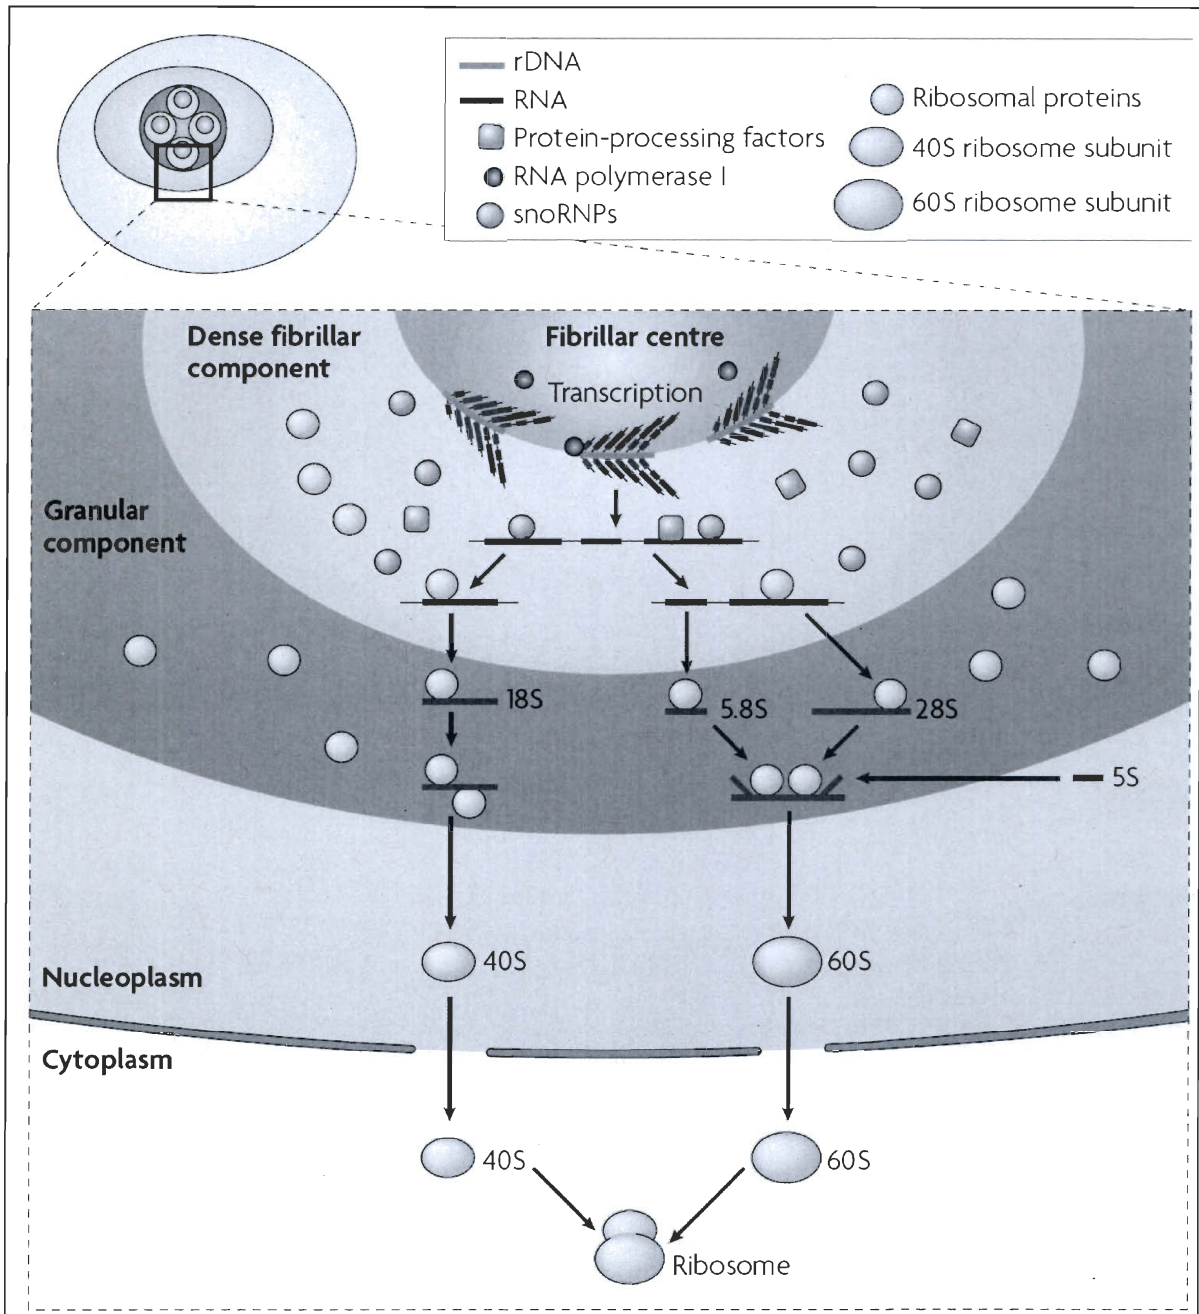 rDNA
RNA
Protein-processing factors
RNA polymerase I
snoRNPs
Ribosomal proteins
40S ribosome subunit
60S ribosome subunit
Dense fibrillar
component
Fibrillar centre
Transcription
Granular
component
18S
5.8S
28S
5S
40S
60S
Nucleoplasm
Cytoplasm
40S
60S
Ribosome